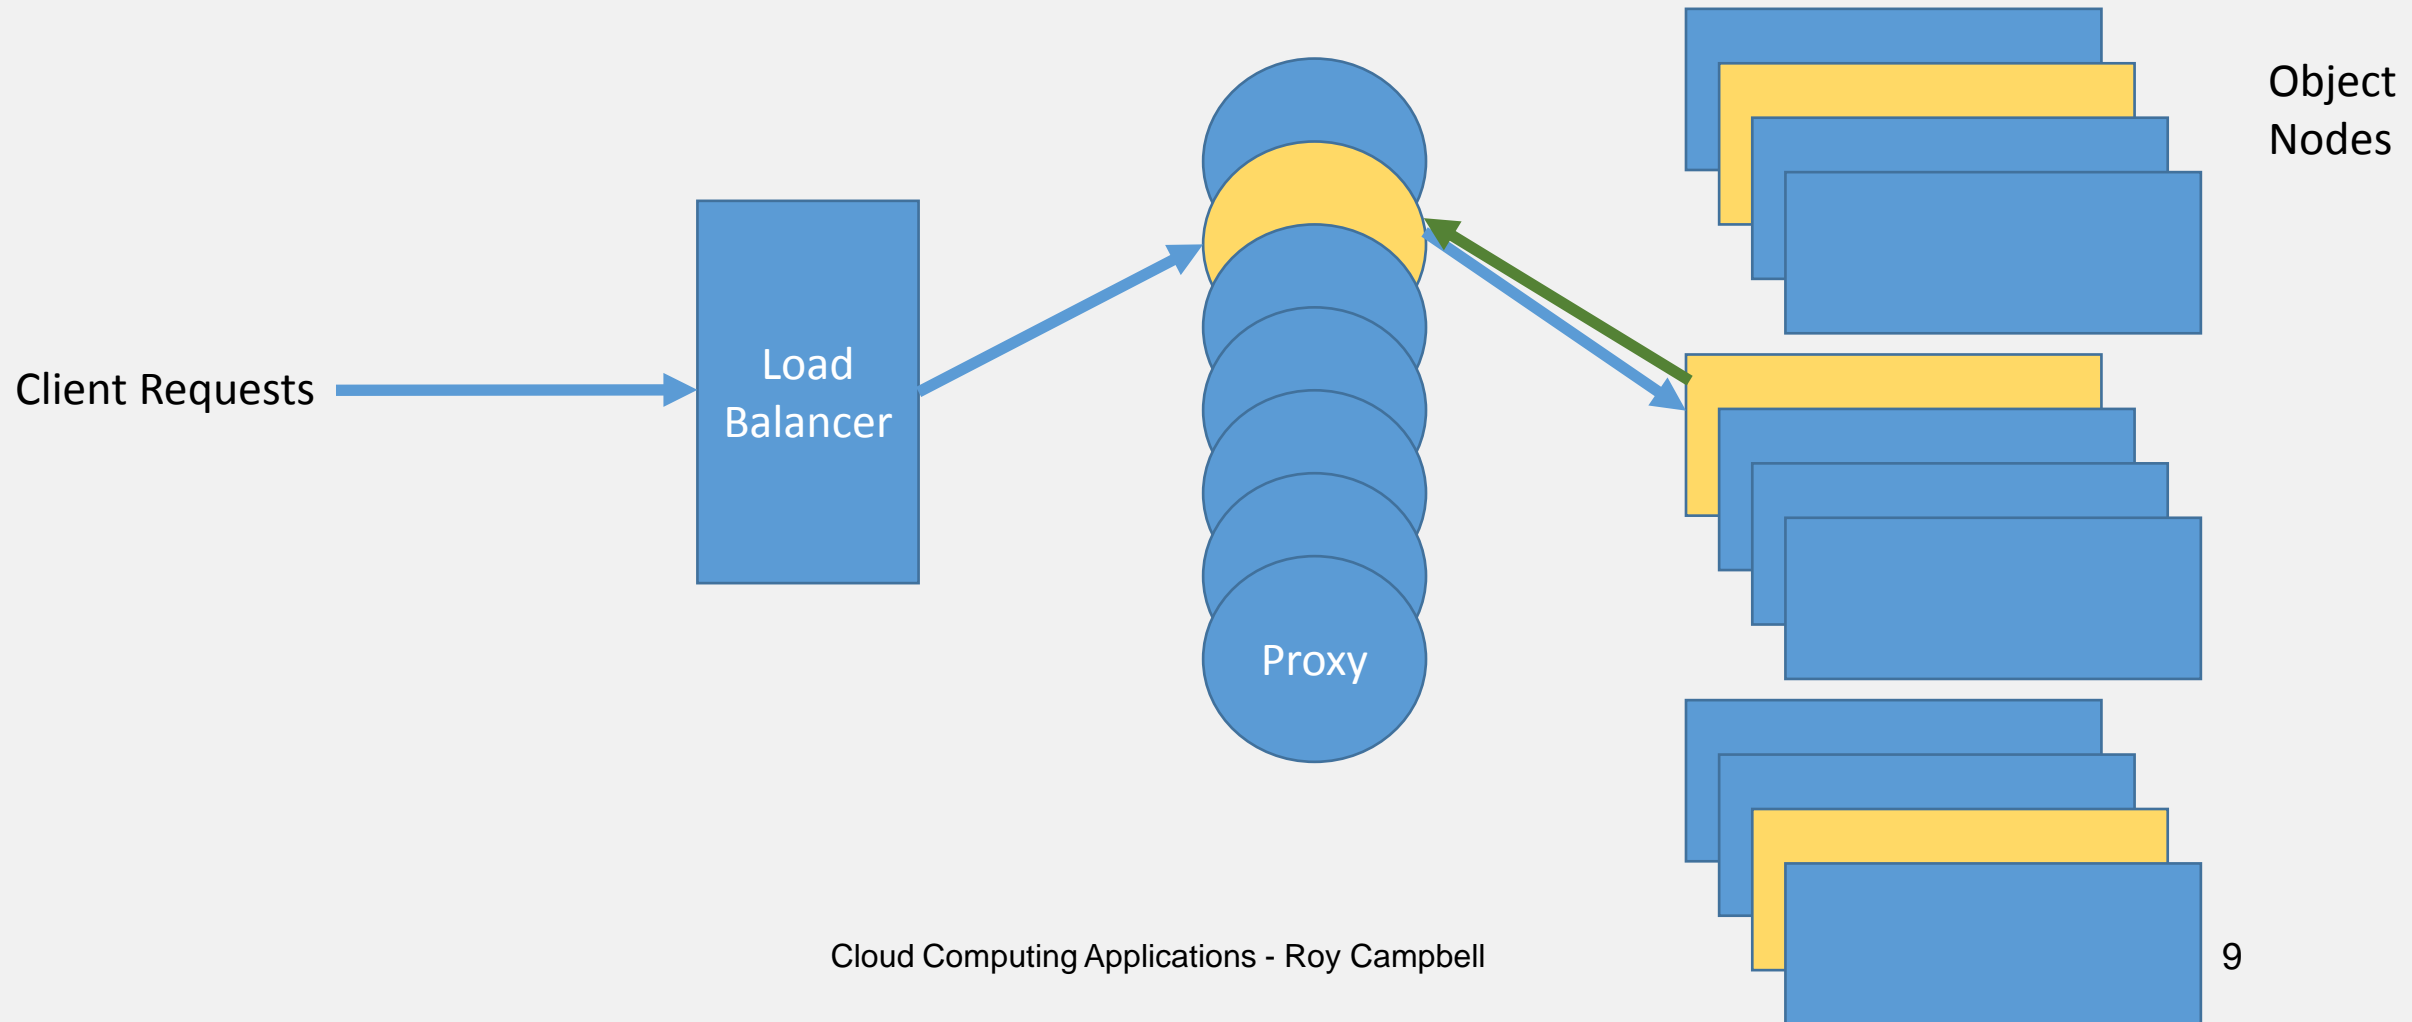 Object
Nodes
Client Requests
Load
Balancer
Proxy
Cloud Computing Applications - Roy Campbell
9